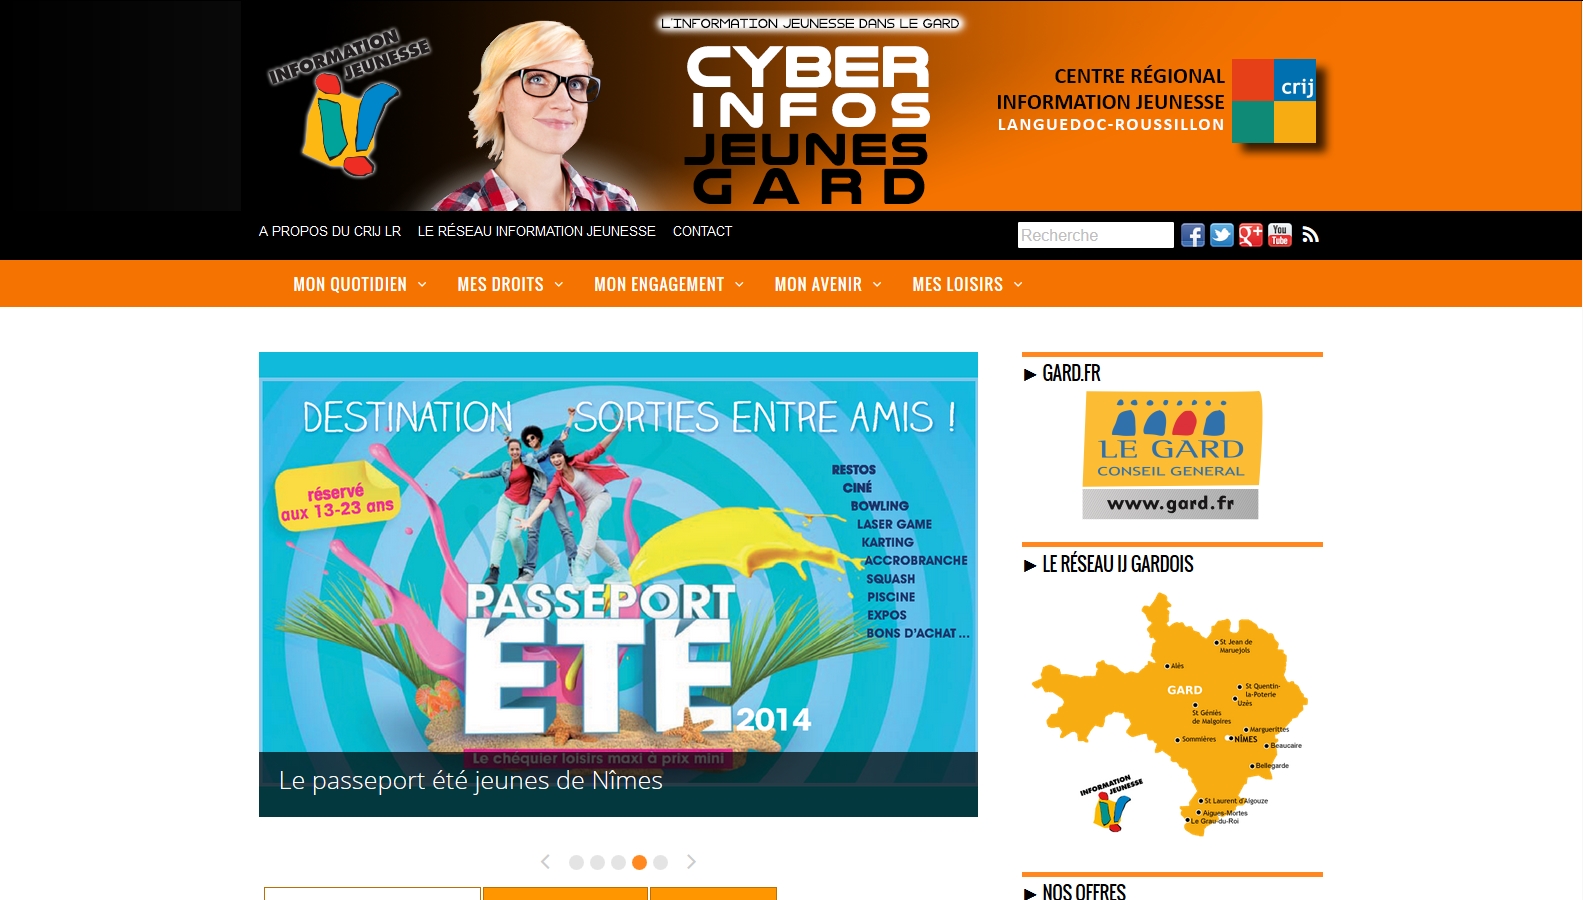 INFORMATION
JEUNESSE
L'INFORMATION JEUNESSE DANS LE GARD
CYBER
INFOS
JEUNES
GARD
CENTRE RÉGIONAL
INFORMATION JEUNESSE
LANGUEDOC-ROUSSILLON
crij
A PROPOS DU CRIJ LR LE RÉSEAU INFORMATION JEUNESSE CONTACT
Recherche
You
Tube
MON QUOTIDIEN MES DROITS MON ENGAGEMENT MON AVENIR MES LOISIRS
DESTINATION SORTIES ENTRE AMIS !
réservé
aux 13-23 ans
RESTOS
CINÉ
BOWLING
LASER GAME
KARTING
ACCROBRANCHE
SQUASH
PISCINE
EXPOS
BONS D'ACHAT...
PASSEPORT
ÉTÉ
2014
Le chéquier loisirs maxi à prix mini
Le passeport été jeunes de Nîmes
► GARD.FR
LE GARD
CONSEIL GENERAL
www.gard.fr
► LE RÉSEAU IJ GARDOIS
St Jean de
Maruejols
Alès
GARD
St Quentin-
la-Poterie
Uzès
St Géniès
de Malgoires
Marguerittes
Sommières
NÎMES
Beaucaire
Bellegarde
INFORMATION
JEUNESSE
St Laurent d'Aigouze
Aigues-Mortes
Le Grau-du-Roi
► NOS OFFRES